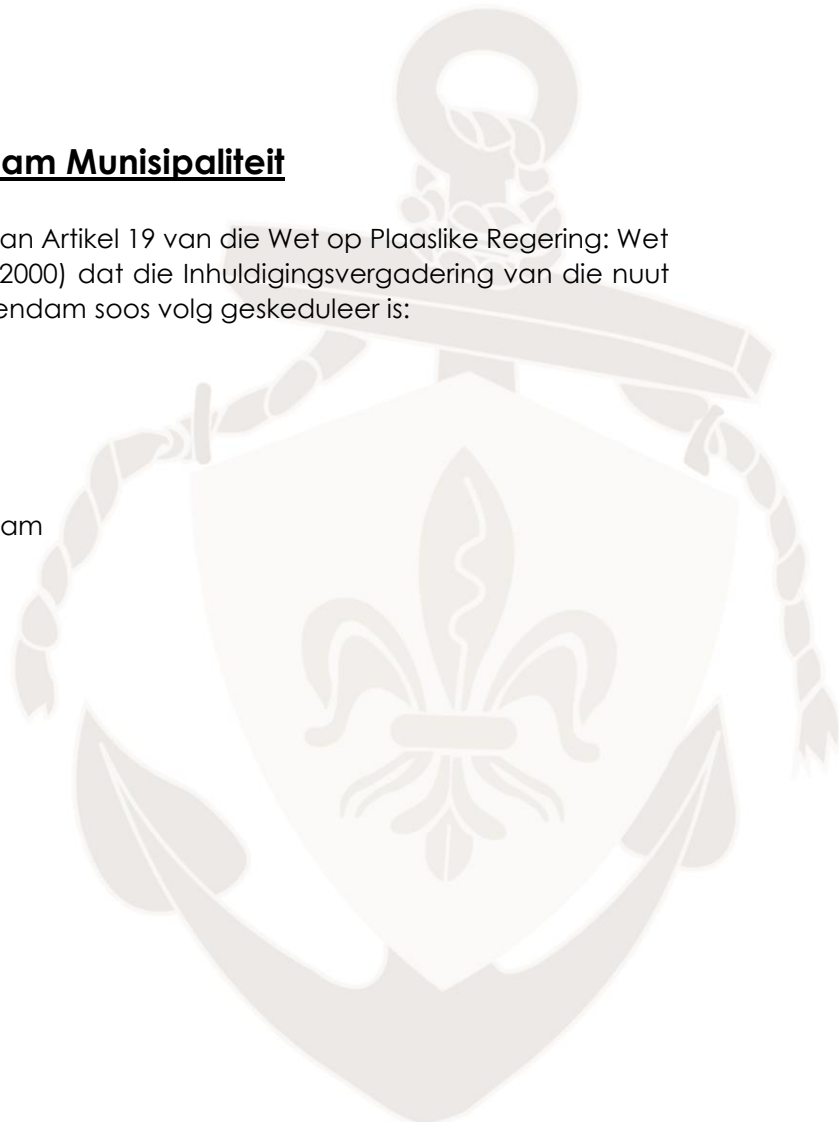 am Munisipaliteit
an Artikel 19 van die Wet op Plaaslike Regering: Wet
2000) dat die Inhuldigingsvergadering van die nuut
endam soos volg geskeduleer is:
am